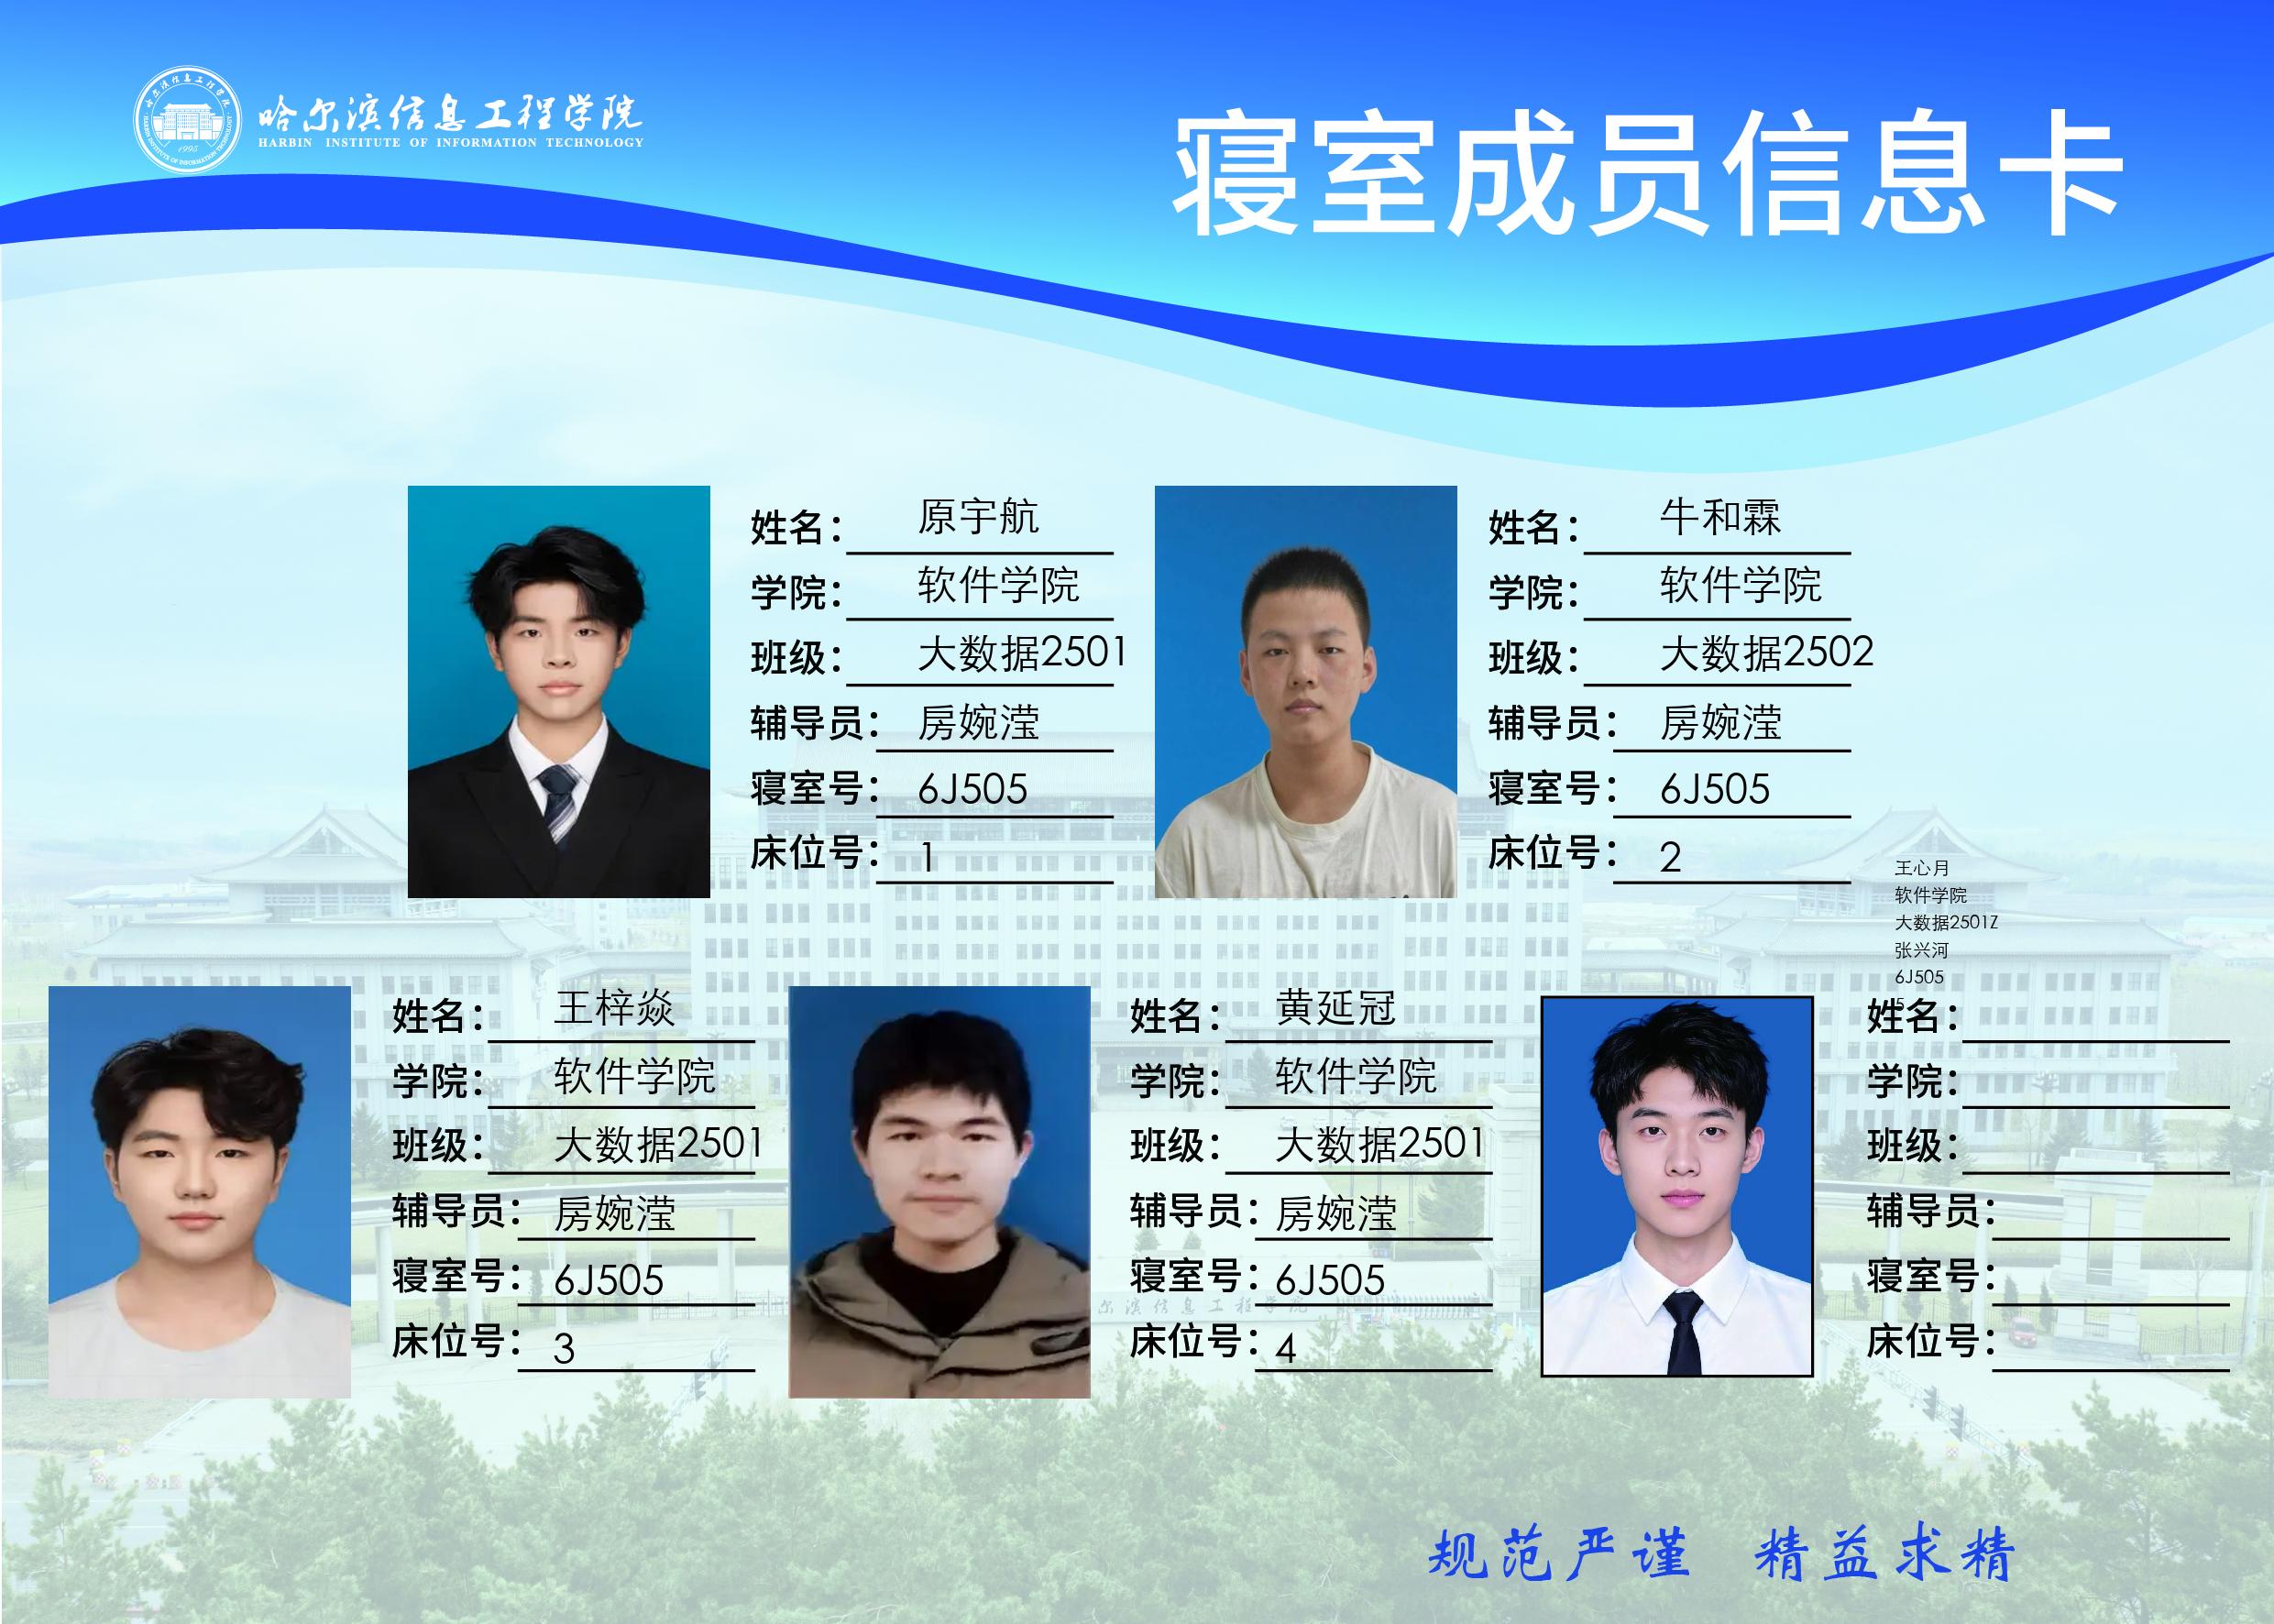 哈尔滨信息工程学院
HARBIN INSTITUTE OF INFORMATION TECHNOLOGY
1995
寝室成员信息卡
姓名： 原宇航
学院： 软件学院
班级： 大数据2501
辅导员： 房婉滢
寝室号： 6J505
床位号： 1
姓名： 牛和霖
学院： 软件学院
班级： 大数据2502
辅导员： 房婉滢
寝室号： 6J505
床位号： 2
王心月
软件学院
大数据2501Z
张兴河
6J505
5
姓名： 王梓焱
学院： 软件学院
班级： 大数据2501
辅导员： 房婉滢
寝室号： 6J505
床位号： 3
姓名： 黄延冠
学院： 软件学院
班级： 大数据2501
辅导员： 房婉滢
寝室号： 6J505
床位号： 4
姓名：
学院：
班级：
辅导员：
寝室号：
床位号：
尔滨信息工程学院
规范严谨 精益求精